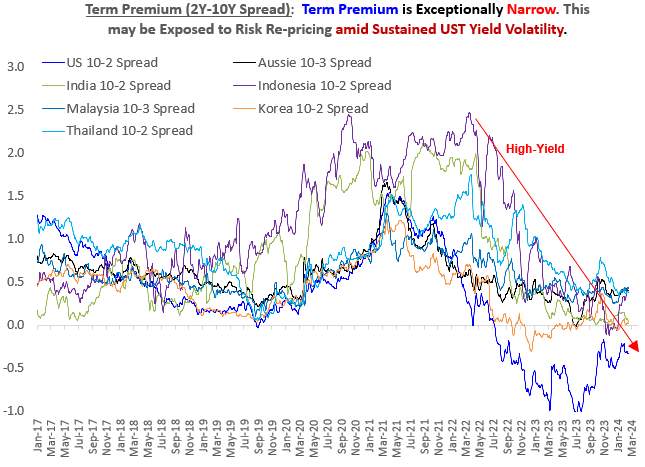 Term Premium (2Y-10Y Spread): Term Premium is Exceptionally Narrow. This
may be Exposed to Risk Re-pricing amid Sustained UST Yield Volatility.
3.0
US 10-2 Spread
Aussie 10-3 Spread
India 10-2 Spread
Indonesia 10-2 Spread
Malaysia 10-3 Spread
Korea 10-2 Spread
Thailand 10-2 Spread
2.5
High-Yield
2.0
1.5
1.0
0.5
0.0
-0.5
-1.0
Jan-17
Mar-17
May-17
Jul-17
Sep-17
Nov-17
Jan-18
Mar-18
May-18
Jul-18
Sep-18
Nov-18
Jan-19
Mar-19
May-19
Jul-19
Sep-19
Nov-19
Jan-20
Mar-20
May-20
Jul-20
Sep-20
Nov-20
Jan-21
Mar-21
May-21
Jul-21
Sep-21
Nov-21
Jan-22
Mar-22
May-22
Jul-22
Sep-22
Nov-22
Jan-23
Mar-23
May-23
Jul-23
Sep-23
Nov-23
Jan-24
Mar-24